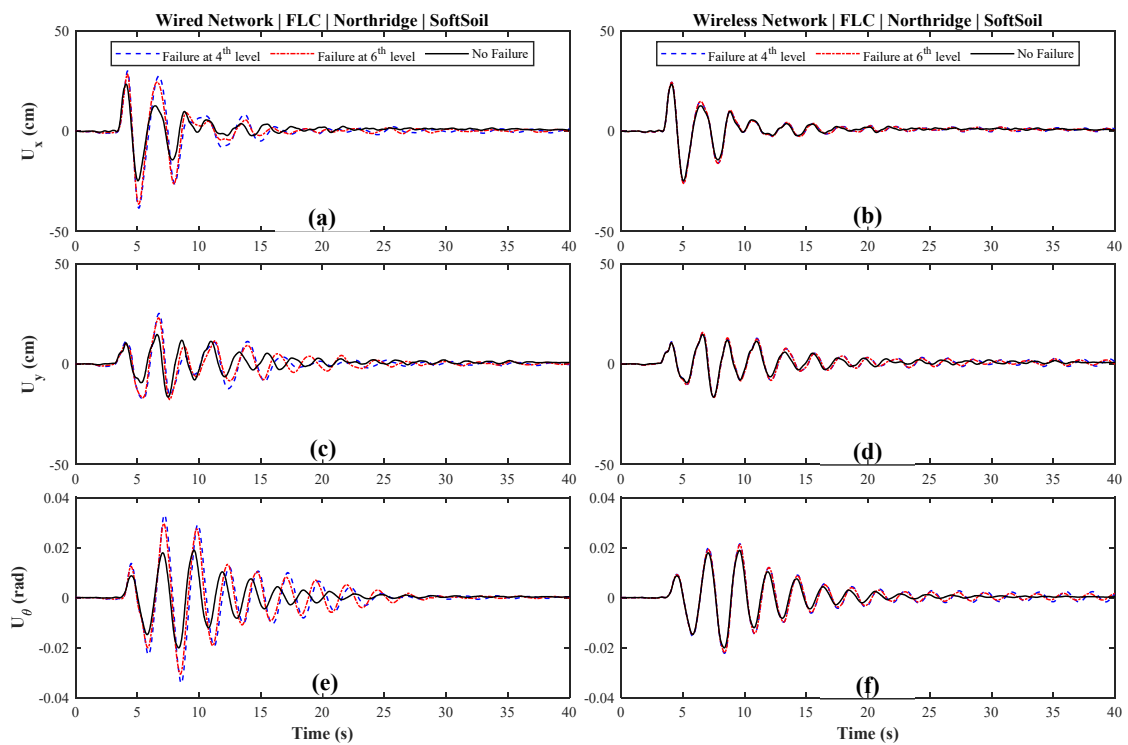 Wired Network | FLC | Northridge | SoftSoil
Wireless Network | FLC | Northridge | SoftSoil
50
0
-50
U_x (cm)
Failure at 4th level
Failure at 6th level
No Failure
(a)
0 5 10 15 20 25 30 35 40
50
0
-50
Failure at 4th level
Failure at 6th level
No Failure
(b)
0 5 10 15 20 25 30 35 40
50
0
-50
U_y (cm)
(c)
0 5 10 15 20 25 30 35 40
50
0
-50
(d)
0 5 10 15 20 25 30 35 40
0.04
0.02
0
-0.02
-0.04
U_θ (rad)
(e)
0 5 10 15 20 25 30 35 40
Time (s)
0.04
0.02
0
-0.02
-0.04
(f)
0 5 10 15 20 25 30 35 40
Time (s)